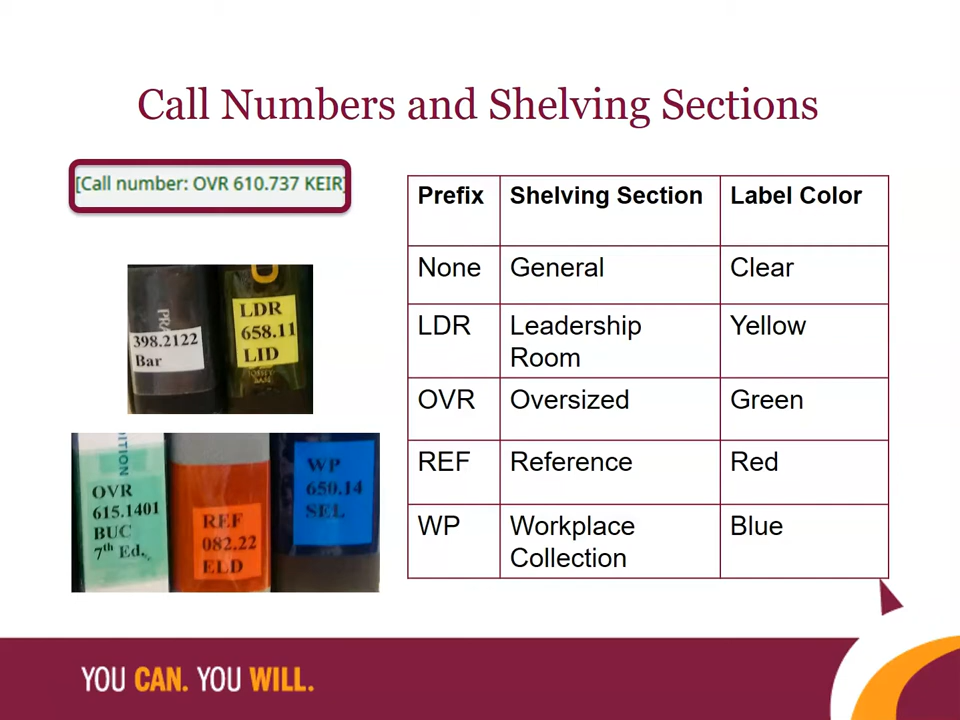 Call Numbers and Shelving Sections
[Call number: OVR 610.737 KEIR]
398.2122
Bar
LDR
658.11
LID
OVR
615.1401
BUC
7th Ed.
REF
082.22
ELD
WP
650.14
SEL
Prefix Shelving Section Label Color
None General Clear
LDR Leadership Room Yellow
OVR Oversized Green
REF Reference Red
WP Workplace Collection Blue
YOU CAN. YOU WILL.